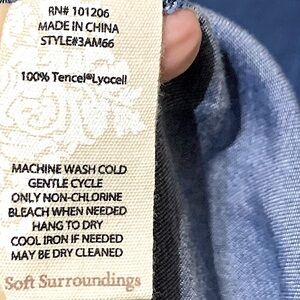 RN# 101206
MADE IN CHINA
STYLE#3AM66
100% Tencel®Lyocell
MACHINE WASH COLD
GENTLE CYCLE
ONLY NON-CHLORINE
BLEACH WHEN NEEDED
HANG TO DRY
COOL IRON IF NEEDED
MAY BE DRY CLEANED
Soft Surroundings